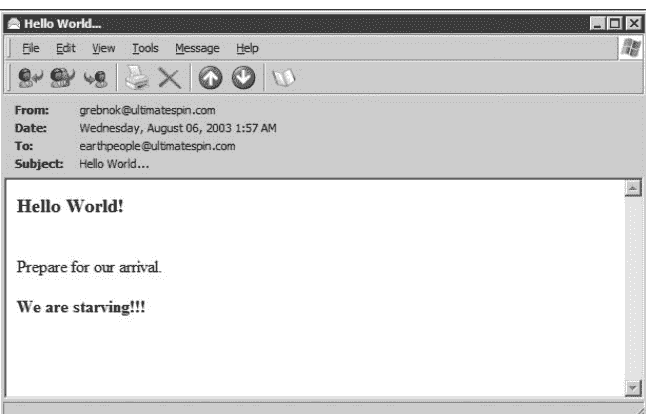 Hello World...
File Edit View Tools Message Help
From: grebnok@ultimatespin.com
Date: Wednesday, August 06, 2003 1:57 AM
To: earthpeople@ultimatespin.com
Subject: Hello World...
Hello World!
Prepare for our arrival.
We are starving!!!